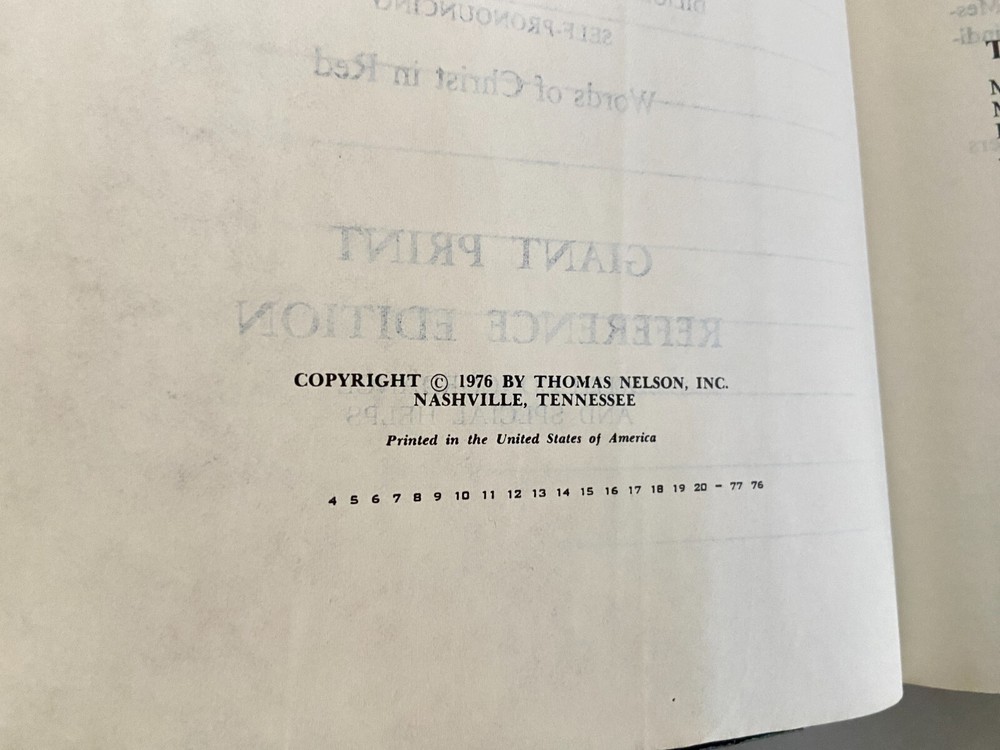 SELF-PRONOUNCING
Words of Christ in Red
GIANT PRINT
REFERENCE EDITION
COPYRIGHT © 1976 BY THOMAS NELSON, INC.
NASHVILLE, TENNESSEE
AND SPECIAL HELPS
Printed in the United States of America
4 5 6 7 8 9 10 11 12 13 14 15 16 17 18 19 20 - 77 76